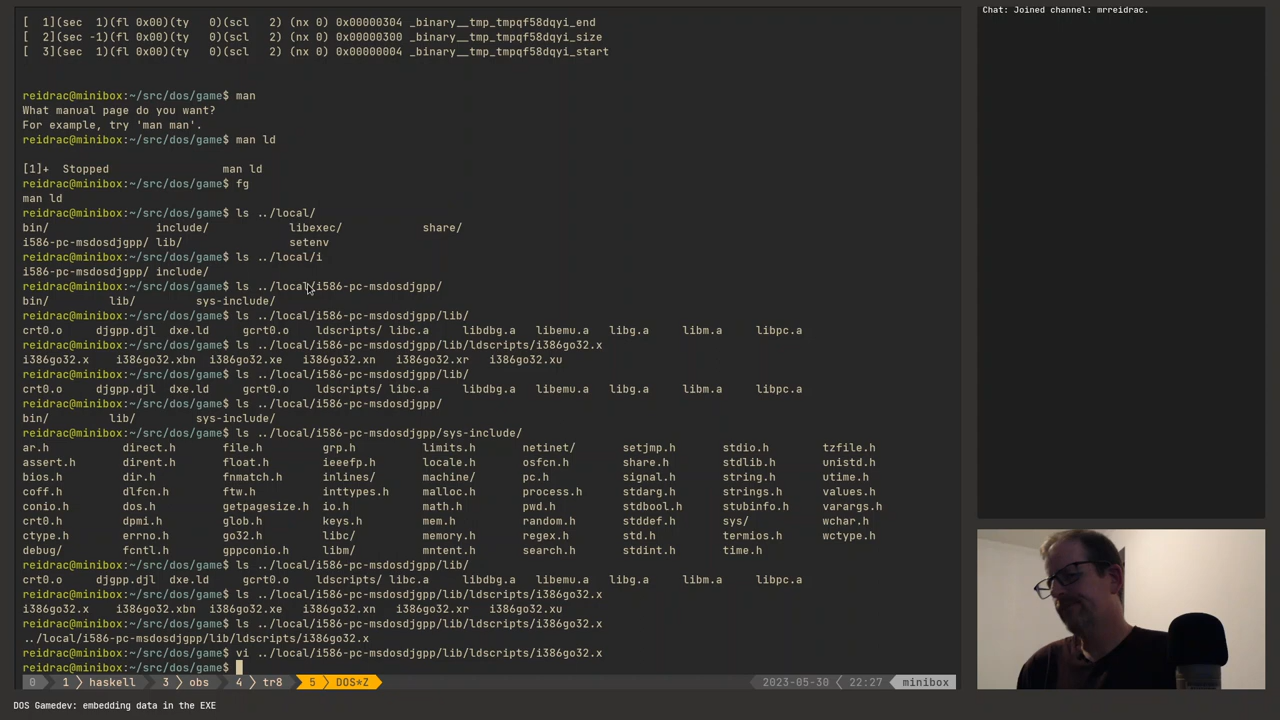 [  1](sec  1)(fl 0x00)(ty   0)(scl   2) (nx 0) 0x00000304 _binary__tmp_tmpqf58dqyi_end
[  2](sec -1)(fl 0x00)(ty   0)(scl   2) (nx 0) 0x00000300 _binary__tmp_tmpqf58dqyi_size
[  3](sec  1)(fl 0x00)(ty   0)(scl   2) (nx 0) 0x00000004 _binary__tmp_tmpqf58dqyi_start
reidrac@minibox:~/src/dos/game$ man
What manual page do you want?
For example, try 'man man'.
reidrac@minibox:~/src/dos/game$ man ld
[1]+  Stopped                 man ld
reidrac@minibox:~/src/dos/game$ fg
man ld
reidrac@minibox:~/src/dos/game$ ls ../local/
bin/                include/            libexec/            share/
i586-pc-msdosdjgpp/ lib/                setenv
reidrac@minibox:~/src/dos/game$ ls ../local/i
i586-pc-msdosdjgpp/ include/
reidrac@minibox:~/src/dos/game$ ls ../local/i586-pc-msdosdjgpp/
bin/         lib/         sys-include/
reidrac@minibox:~/src/dos/game$ ls ../local/i586-pc-msdosdjgpp/lib/
crt0.o     djgpp.djl  dxe.ld     gcrt0.o    ldscripts/ libc.a     libdbg.a   libemu.a   libg.a     libm.a     libpc.a
reidrac@minibox:~/src/dos/game$ ls ../local/i586-pc-msdosdjgpp/lib/ldscripts/i386go32.x
i386go32.x    i386go32.xbn  i386go32.xe   i386go32.xn   i386go32.xr   i386go32.xu
reidrac@minibox:~/src/dos/game$ ls ../local/i586-pc-msdosdjgpp/lib/
crt0.o     djgpp.djl  dxe.ld     gcrt0.o    ldscripts/ libc.a     libdbg.a   libemu.a   libg.a     libm.a     libpc.a
reidrac@minibox:~/src/dos/game$ ls ../local/i586-pc-msdosdjgpp/
bin/         lib/         sys-include/
reidrac@minibox:~/src/dos/game$ ls ../local/i586-pc-msdosdjgpp/sys-include/
ar.h           direct.h       file.h         grp.h          limits.h       netinet/       setjmp.h       stdio.h        tzfile.h
assert.h       dirent.h       float.h        ieeefp.h       locale.h       osfcn.h        share.h        stdlib.h       unistd.h
bios.h         dir.h          fnmatch.h      inlines/       machine/       pc.h           signal.h       string.h       utime.h
coff.h         dlfcn.h        ftw.h          inttypes.h     malloc.h       process.h      stdarg.h       strings.h      values.h
conio.h        dos.h          getpagesize.h  io.h           math.h         pwd.h          stdbool.h      stubinfo.h     varargs.h
crt0.h         dpmi.h         glob.h         keys.h         mem.h          random.h       stddef.h       sys/           wchar.h
ctype.h        errno.h        go32.h         libc/          memory.h       regex.h        std.h          termios.h      wctype.h
debug/         fcntl.h        gppconio.h     libm/          mntent.h       search.h       stdint.h       time.h
reidrac@minibox:~/src/dos/game$ ls ../local/i586-pc-msdosdjgpp/lib/
crt0.o     djgpp.djl  dxe.ld     gcrt0.o    ldscripts/ libc.a     libdbg.a   libemu.a   libg.a     libm.a     libpc.a
reidrac@minibox:~/src/dos/game$ ls ../local/i586-pc-msdosdjgpp/lib/ldscripts/i386go32.x
i386go32.x    i386go32.xbn  i386go32.xe   i386go32.xn   i386go32.xr   i386go32.xu
reidrac@minibox:~/src/dos/game$ ls ../local/i586-pc-msdosdjgpp/lib/ldscripts/i386go32.x
../local/i586-pc-msdosdjgpp/lib/ldscripts/i386go32.x
reidrac@minibox:~/src/dos/game$ vi ../local/i586-pc-msdosdjgpp/lib/ldscripts/i386go32.x
reidrac@minibox:~/src/dos/game$
0 1 haskell 3 obs 4 tr8 5 DOS*Z 2023-05-30 22:27 minibox
DOS Gamedev: embedding data in the EXE
Chat: Joined channel: mrreidrac.